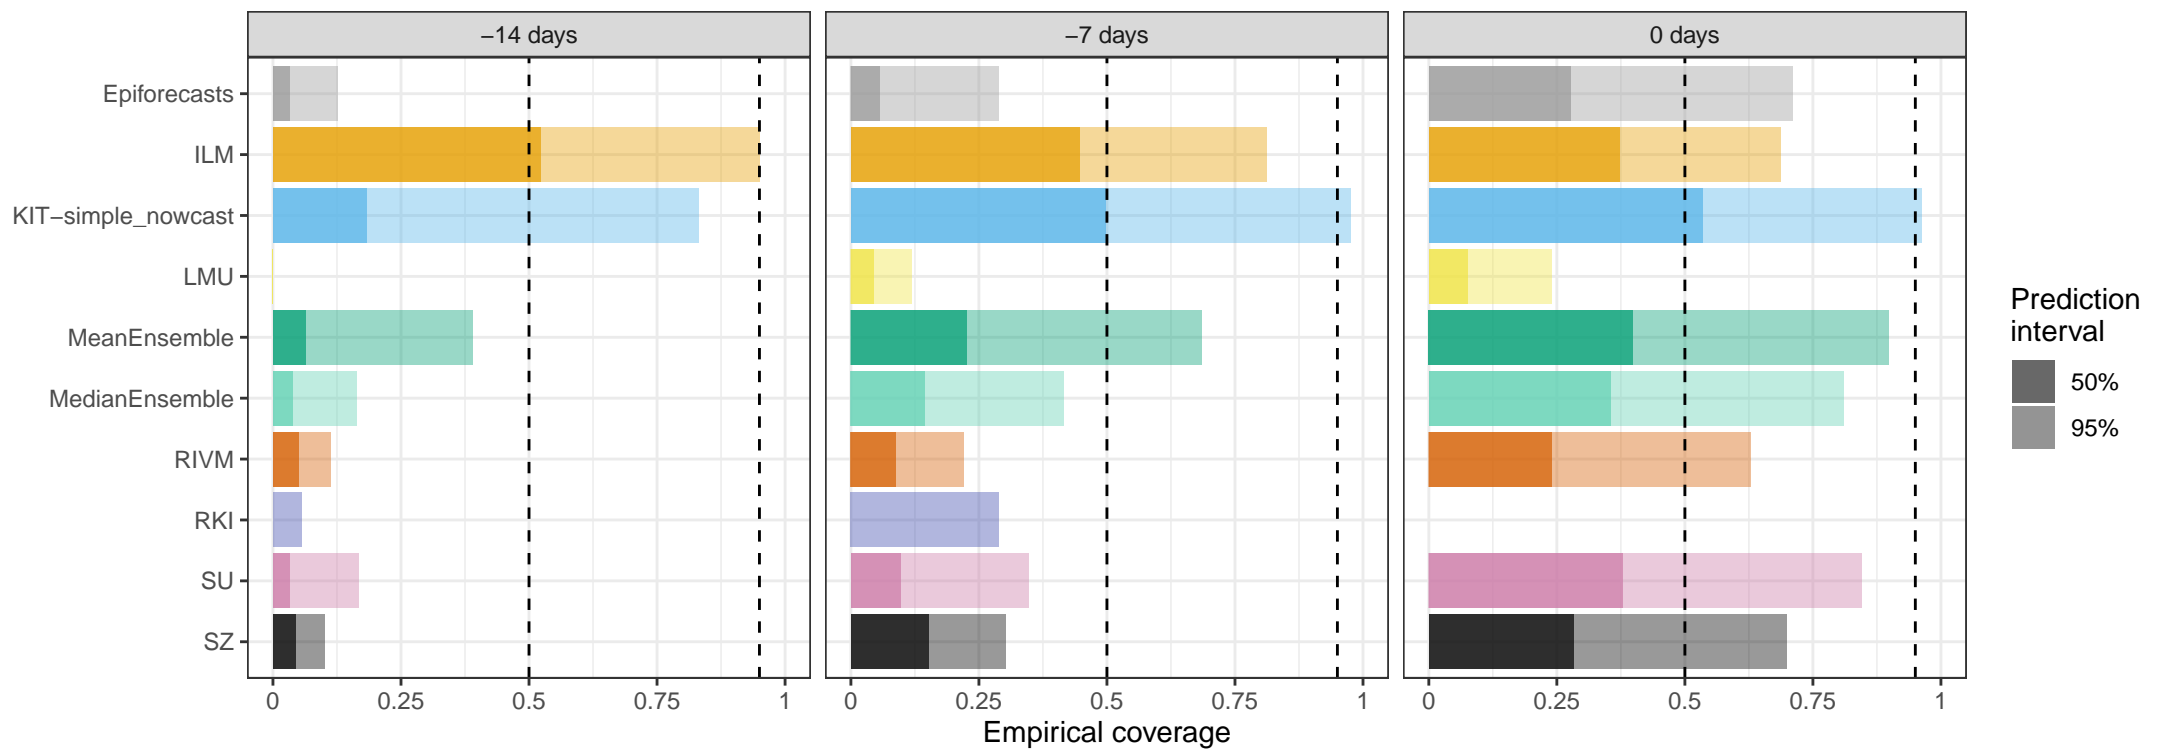 −14 days
−7 days
0 days
Epiforecasts
ILM
KIT−simple_nowcast
LMU
MeanEnsemble
MedianEnsemble
RIVM
RKI
SU
SZ
0 0.25 0.5 0.75 1
0 0.25 0.5 0.75 1
0 0.25 0.5 0.75 1
Empirical coverage
Prediction
interval
50%
95%